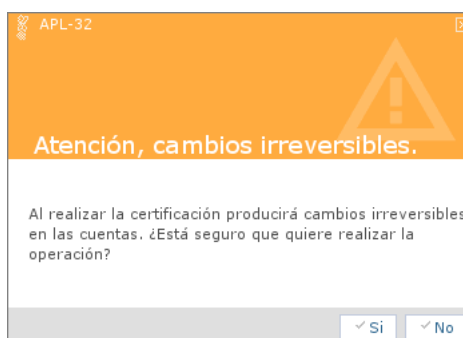 APL-32
Atención, cambios irreversibles.
Al realizar la certificación producirá cambios irreversibles
en las cuentas. ¿Está seguro que quiere realizar la
operación?
Si
No